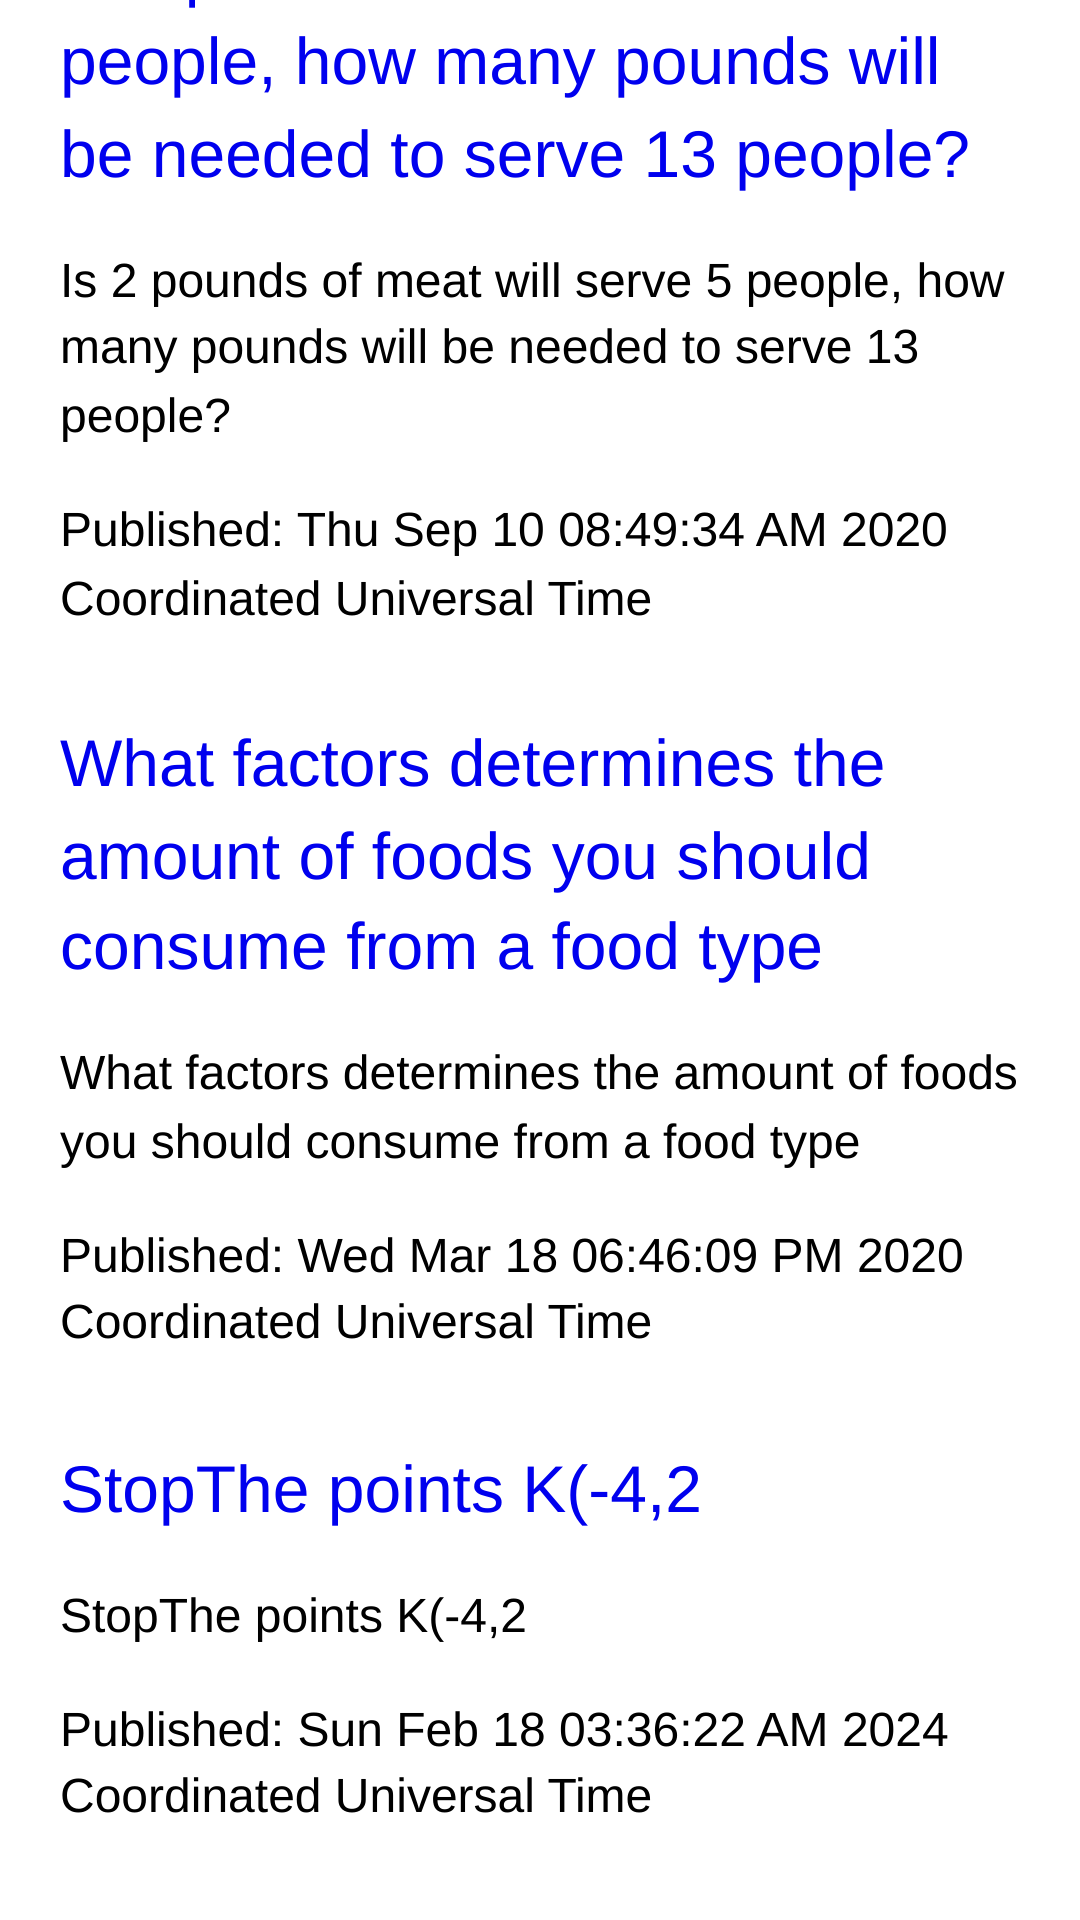 people, how many pounds will
be needed to serve 13 people?
Is 2 pounds of meat will serve 5 people, how
many pounds will be needed to serve 13
people?
Published: Thu Sep 10 08:49:34 AM 2020
Coordinated Universal Time
What factors determines the
amount of foods you should
consume from a food type
What factors determines the amount of foods
you should consume from a food type
Published: Wed Mar 18 06:46:09 PM 2020
Coordinated Universal Time
StopThe points K(-4,2
StopThe points K(-4,2
Published: Sun Feb 18 03:36:22 AM 2024
Coordinated Universal Time